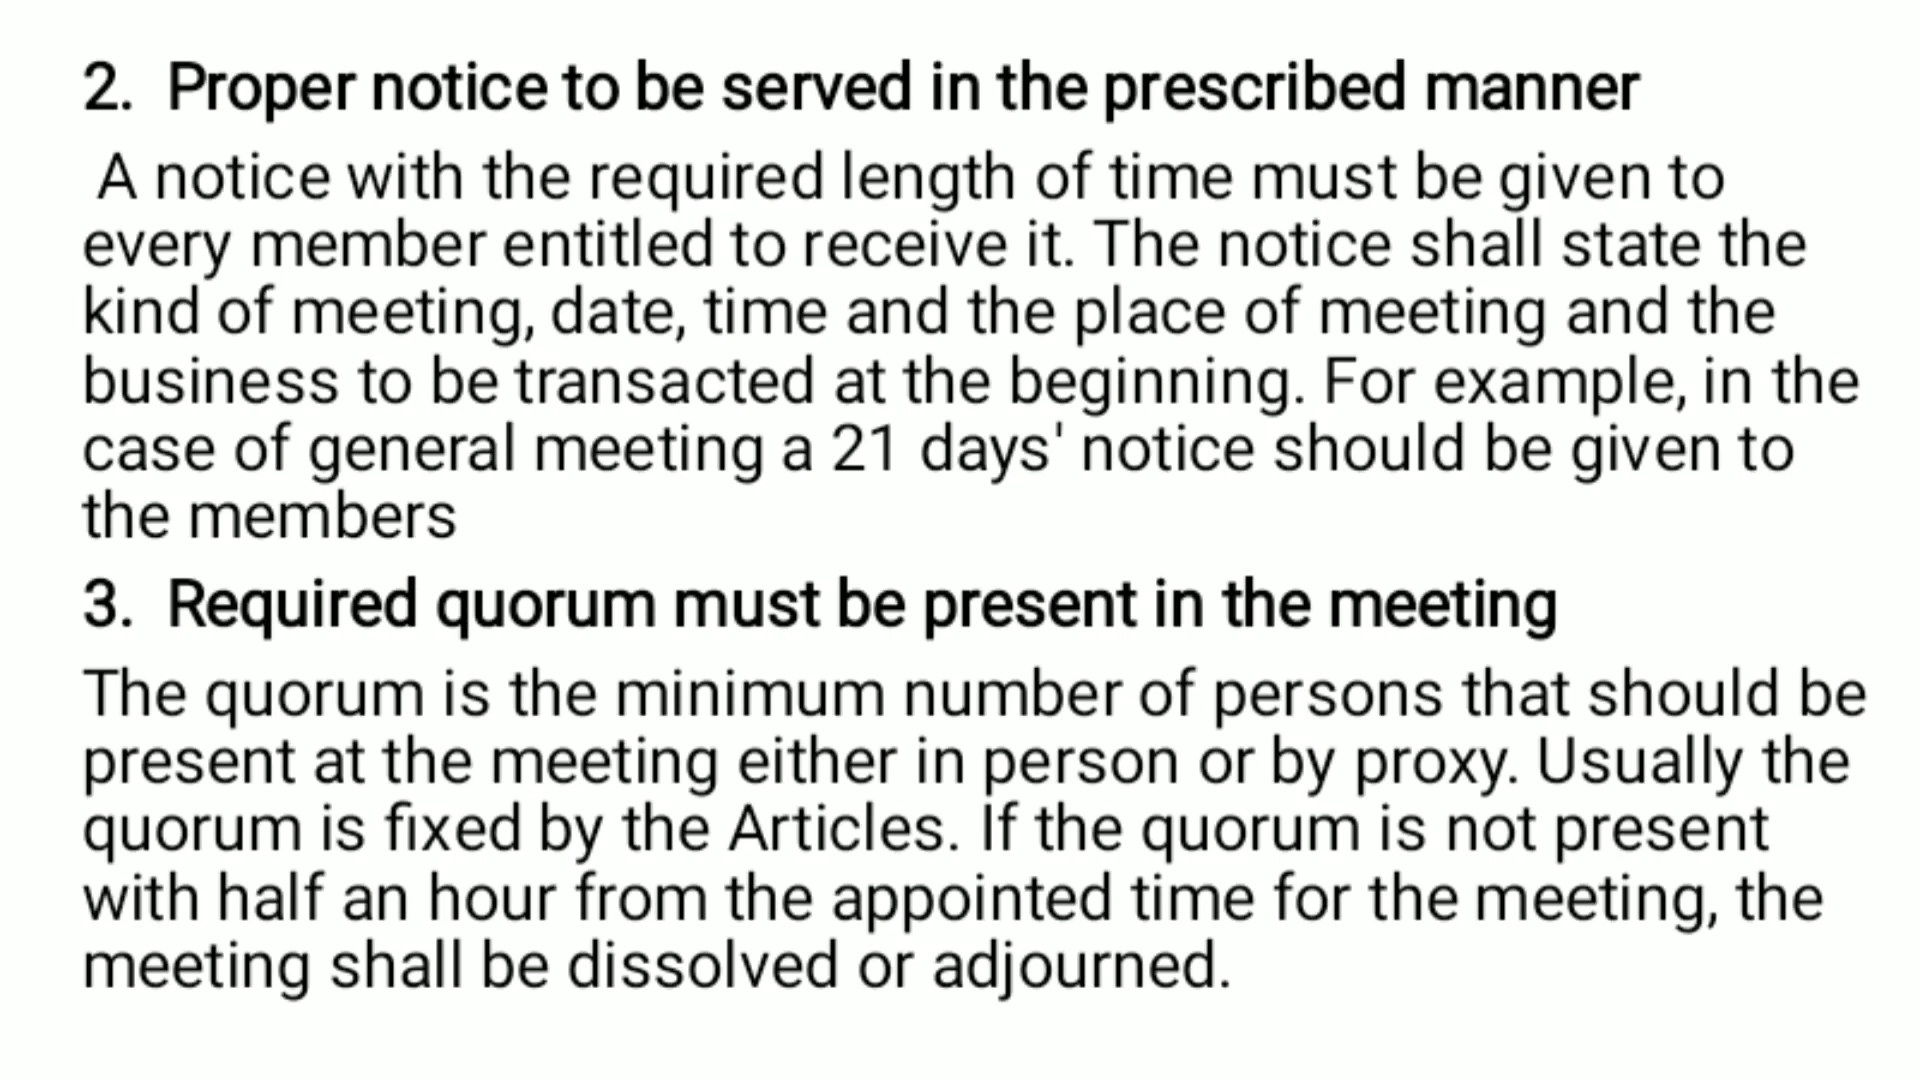 2. Proper notice to be served in the prescribed manner
A notice with the required length of time must be given to
every member entitled to receive it. The notice shall state the
kind of meeting, date, time and the place of meeting and the
business to be transacted at the beginning. For example, in the
case of general meeting a 21 days' notice should be given to
the members
3. Required quorum must be present in the meeting
The quorum is the minimum number of persons that should be
present at the meeting either in person or by proxy. Usually the
quorum is fixed by the Articles. If the quorum is not present
with half an hour from the appointed time for the meeting, the
meeting shall be dissolved or adjourned.